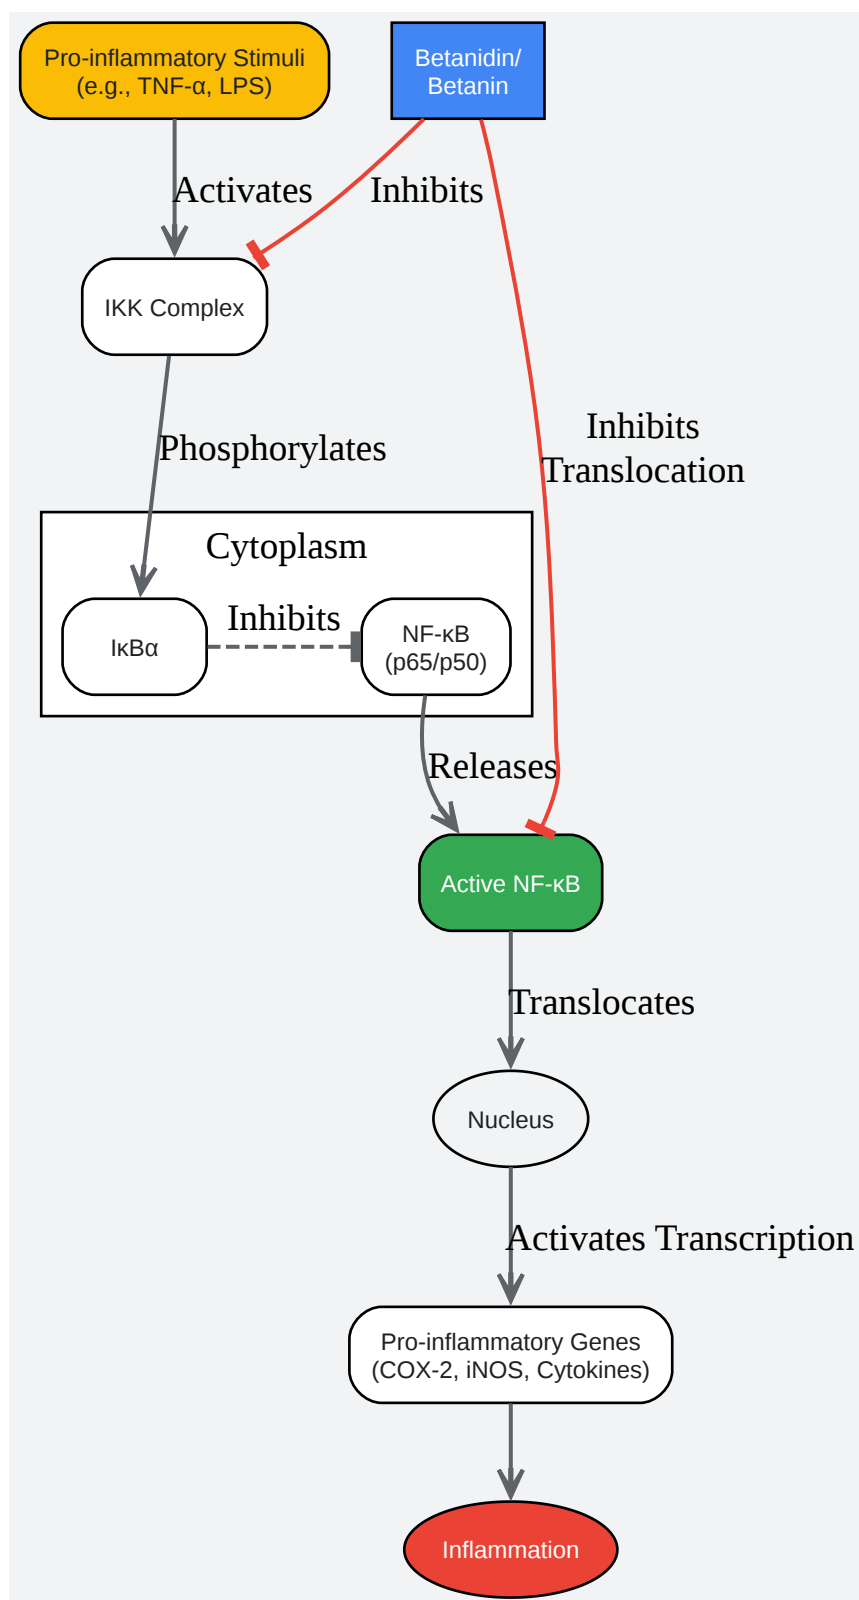 Pro-inflammatory Stimuli
(e.g., TNF-α, LPS)
Betanidin/
Betanin
Activates
Inhibits
IKK Complex
Inhibits
Translocation
Phosphorylates
Cytoplasm
IκBα
Inhibits
NF-κB
(p65/p50)
Releases
Active NF-κB
Translocates
Nucleus
Activates Transcription
Pro-inflammatory Genes
(COX-2, iNOS, Cytokines)
Inflammation